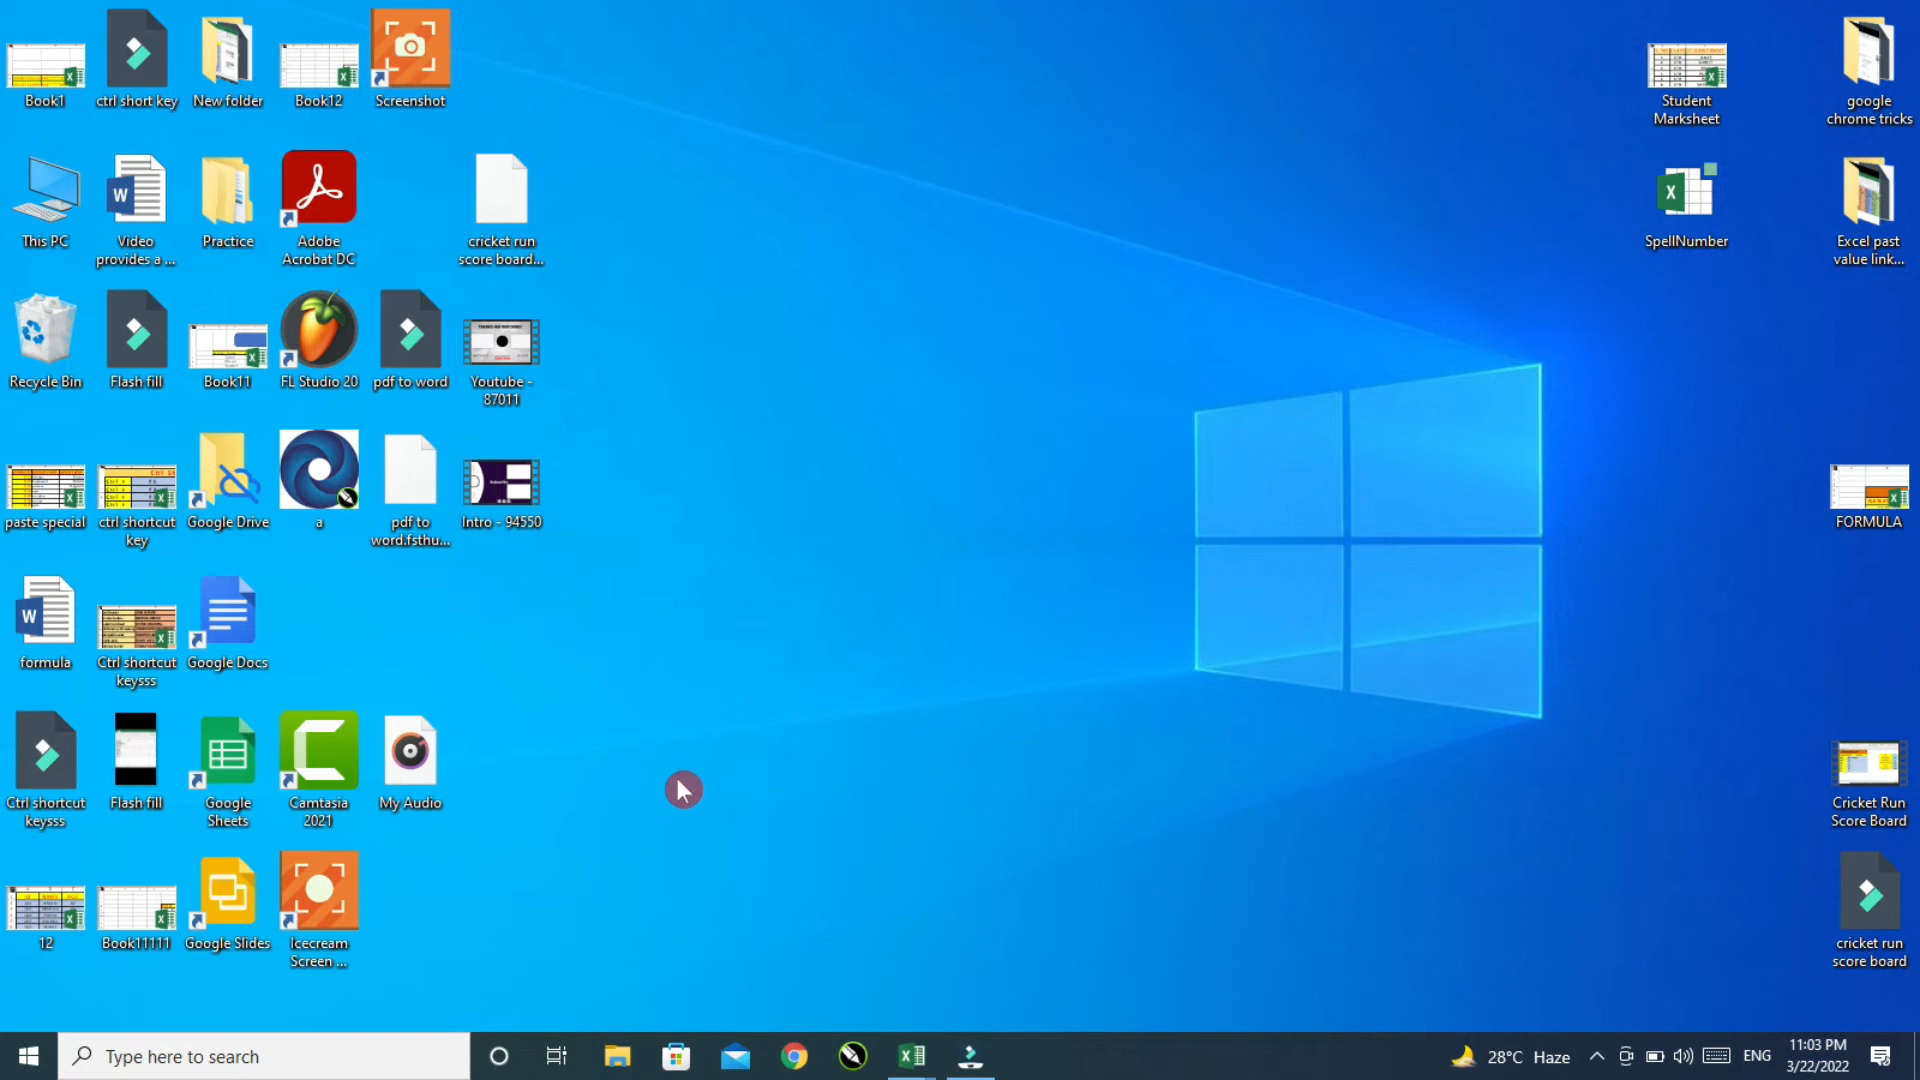 Book1
ctrl short key
New folder
Book12
Screenshot
Student
Marksheet
google
chrome tricks
This PC
Video
provides a ...
Practice
Adobe
Acrobat DC
cricket run
score board...
SpellNumber
Excel past
value link...
Recycle Bin
Flash fill
Book11
FL Studio 20
pdf to word
Youtube -
87011
paste special
ctrl shortcut
key
Google Drive
a
pdf to
word.fsthu...
Intro - 94550
FORMULA
formula
Ctrl shortcut
keysss
Google Docs
Ctrl shortcut
keysss
Flash fill
Google
Sheets
Camtasia
2021
My Audio
Cricket Run
Score Board
12
Book11111
Google Slides
Icecream
Screen ...
cricket run
score board
Type here to search
28°C Haze
ENG
11:03 PM
3/22/2022